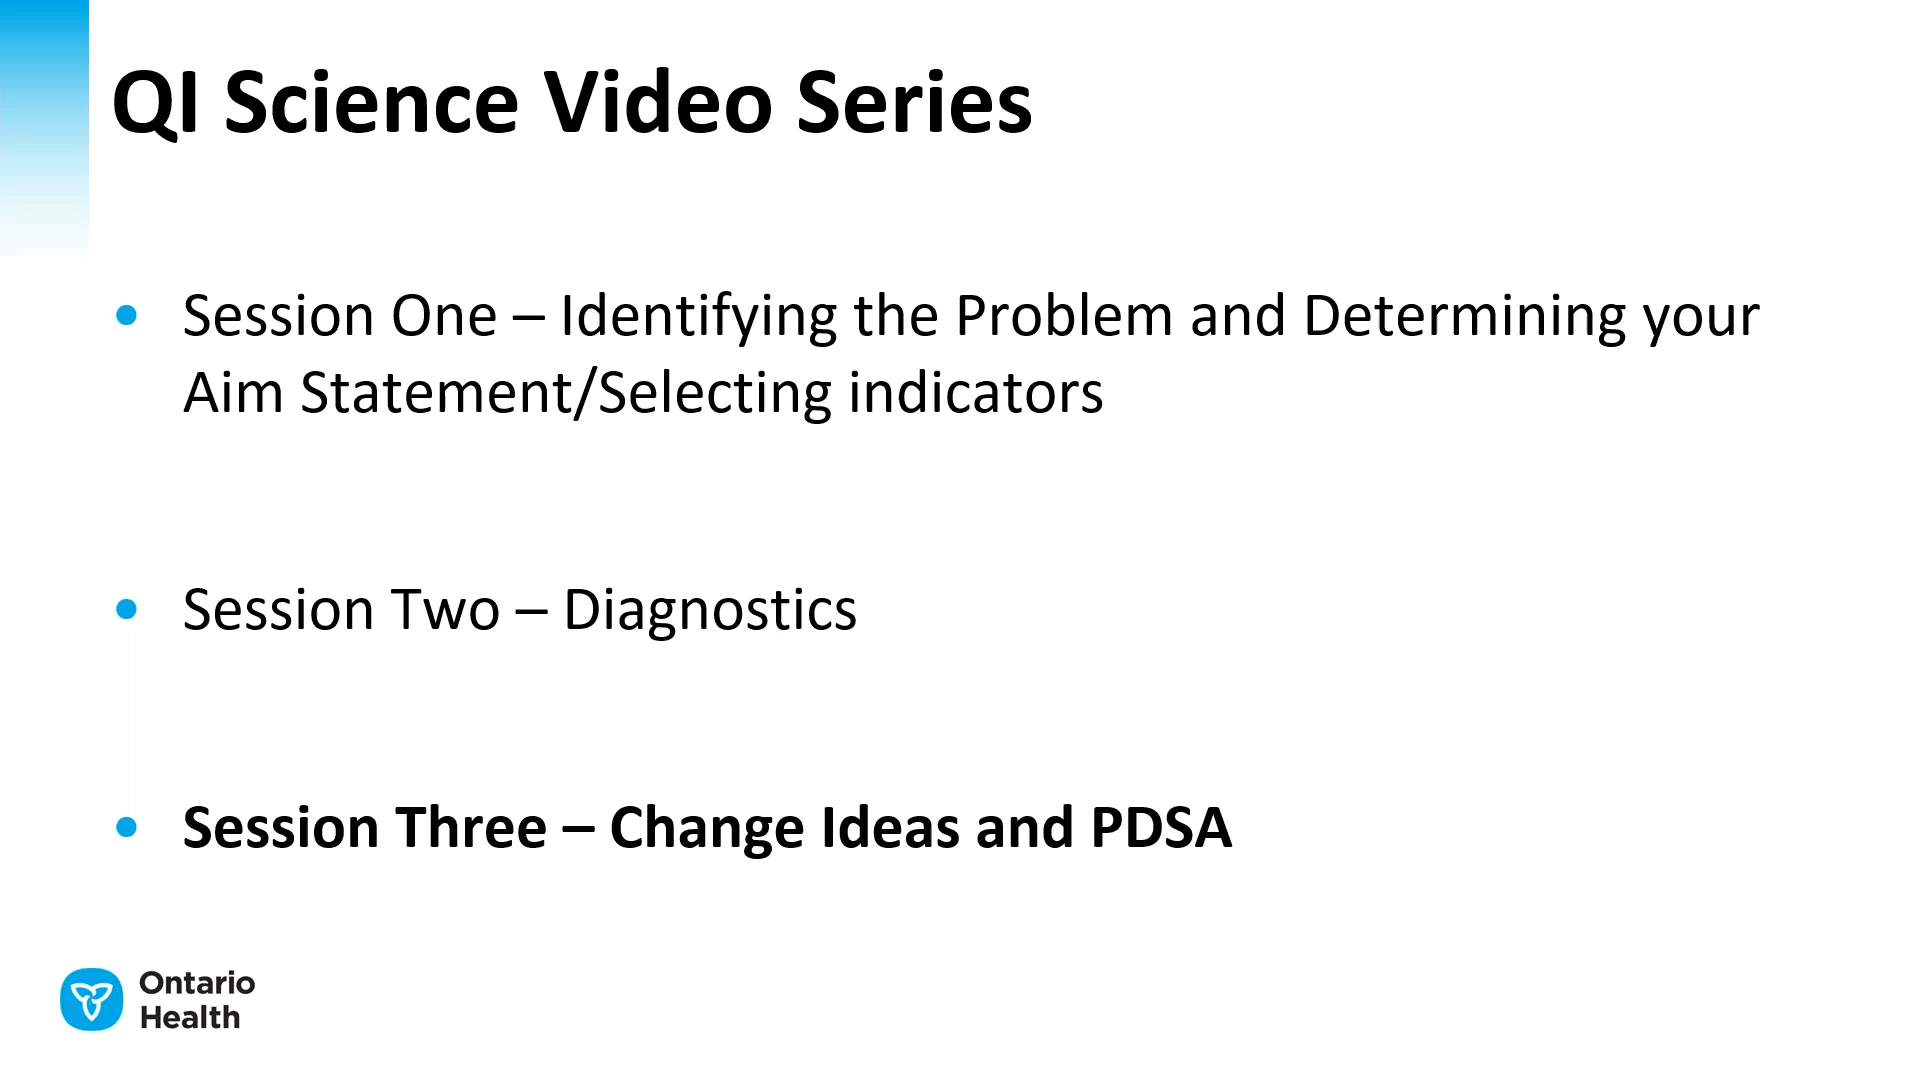 QI Science Video Series
• Session One – Identifying the Problem and Determining your
Aim Statement/Selecting indicators
• Session Two – Diagnostics
• Session Three – Change Ideas and PDSA
Ontario
Health